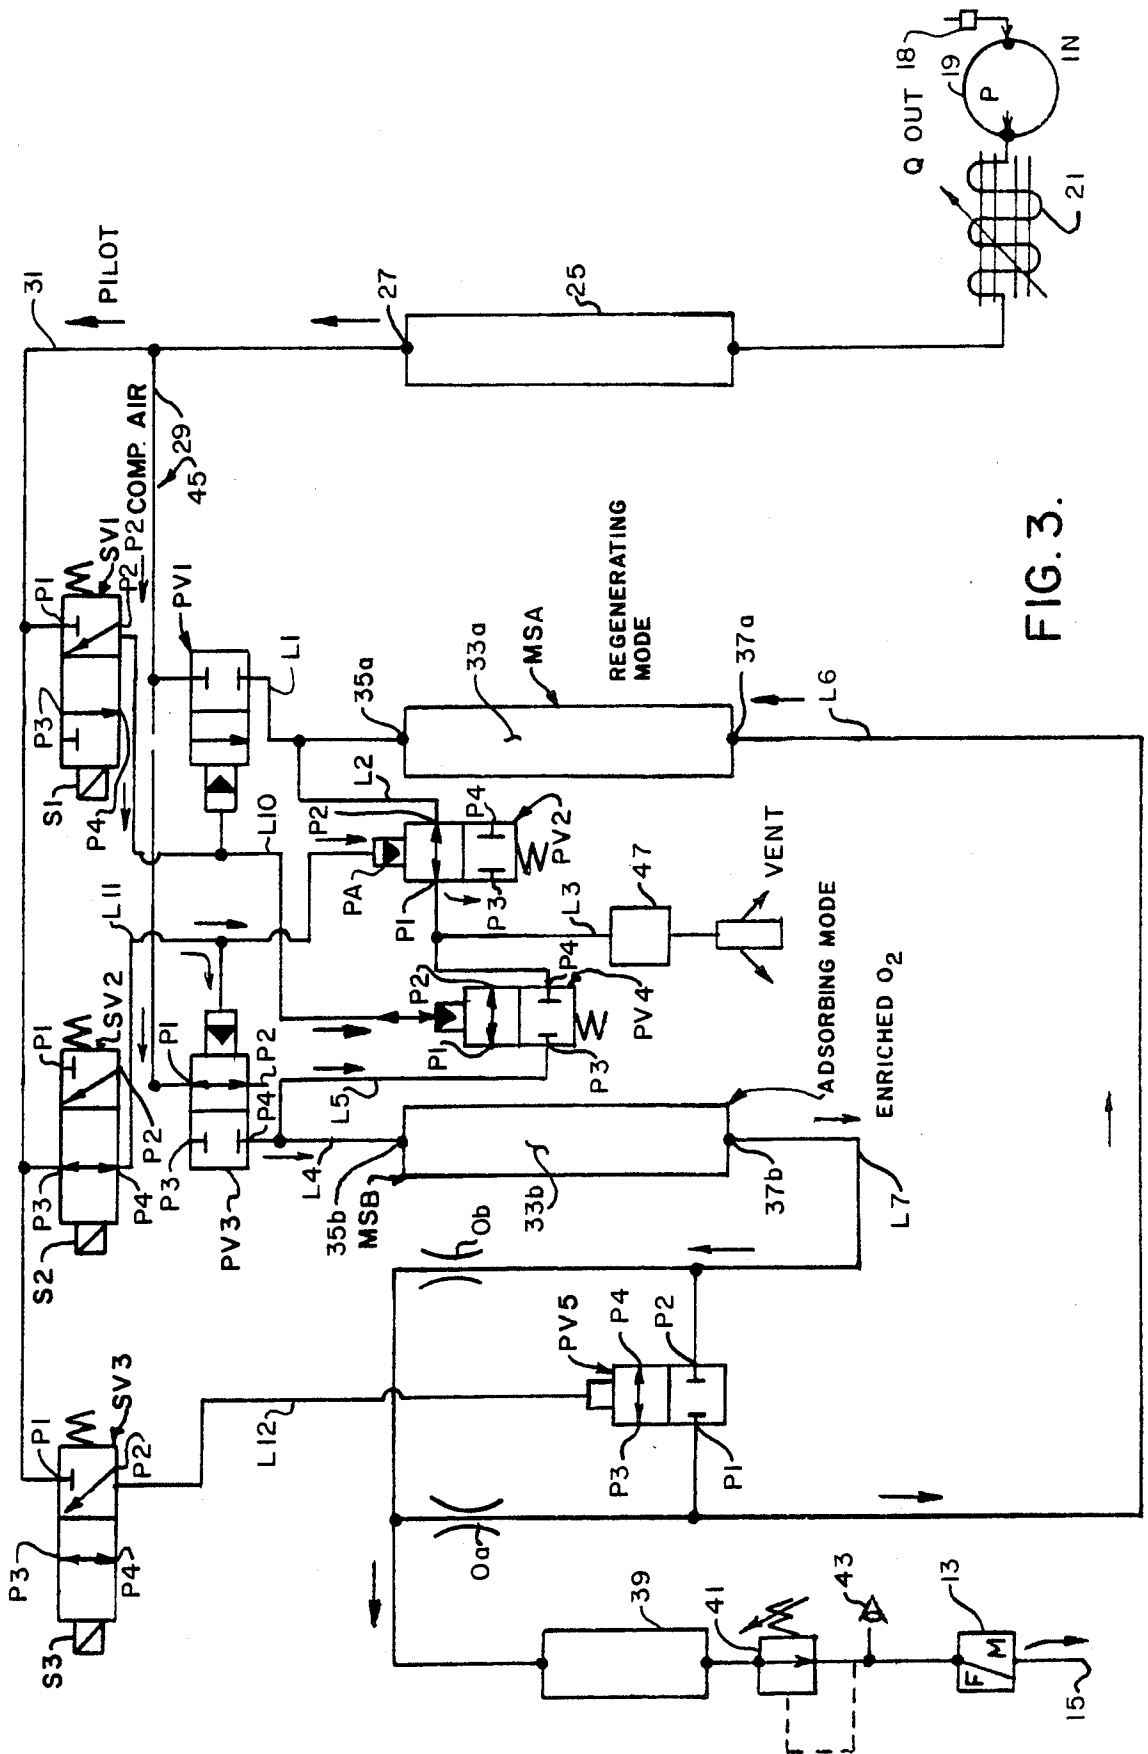 31
PILOT
27
25
Q OUT
18
19
P
IN
21
COMP. AIR
29
45
P2
SV1
P1
P2
P3
S1
P4
PV1
L1
L10
L11
35a
33a
MSA
REGENERATING
MODE
37a
L6
L2
P2
P4
PA
PV2
P1
P3
L3
47
VENT
SV2
P1
P2
P3
P4
S2
P1
P2
P3
P4
PV3
L4
L5
P2
P4
P1
P3
PV4
ADSORBING MODE
ENRICHED O2
35b
MSB
33b
37b
L7
Ob
SV3
P1
P2
P3
P4
S3
L12
PV5
P4
P2
P3
P1
Oa
39
41
43
13
F M
15
FIG. 3.